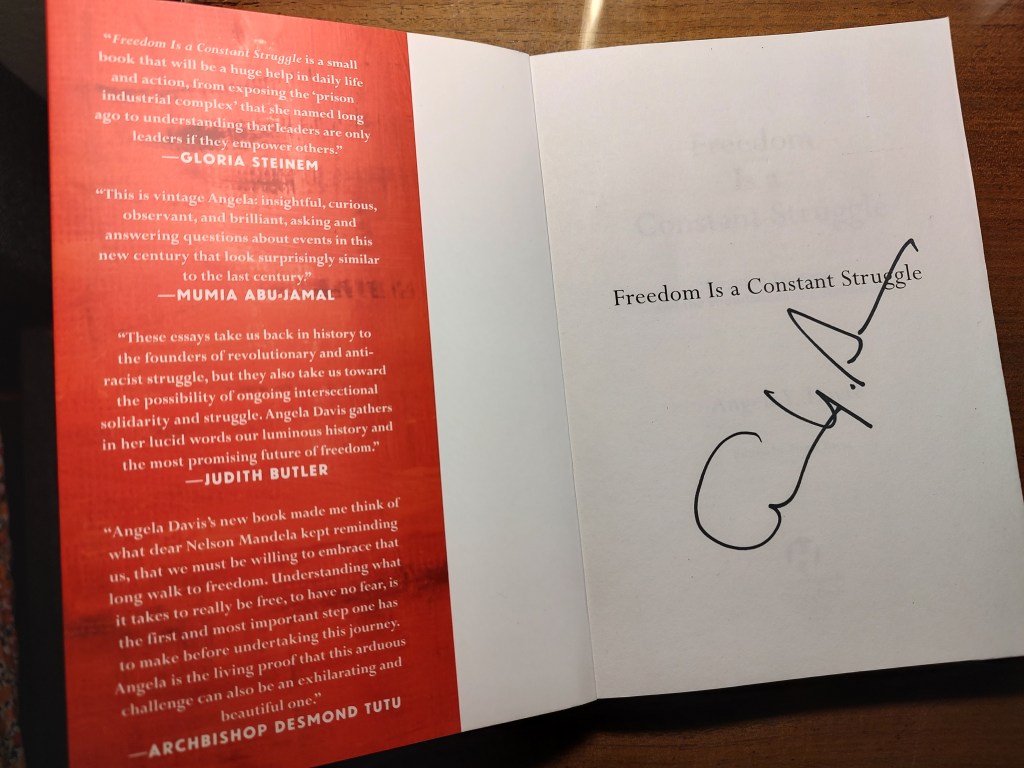 “Freedom Is a Constant Struggle is a small
book that will be a huge help in daily life
and action, from exposing the ‘prison
industrial complex’ that she named long
ago to understanding that leaders are only
leaders if they empower others.”
—GLORIA STEINEM
“This is vintage Angela: insightful, curious,
observant, and brilliant, asking and
answering questions about events in this
new century that look surprisingly similar
to the last century.”
—MUMIA ABU-JAMAL
“These essays take us back in history to
the founders of revolutionary and anti-
racist struggle, but they also take us toward
the possibility of ongoing intersectional
solidarity and struggle. Angela Davis gathers
in her lucid words our luminous history and
the most promising future of freedom.”
—JUDITH BUTLER
“Angela Davis’s new book made me think of
what dear Nelson Mandela kept reminding
us, that we must be willing to embrace that
long walk to freedom. Understanding what
it takes to really be free, to have no fear, is
the first and most important step one has
to make before undertaking this journey.
Angela is the living proof that this arduous
challenge can also be an exhilarating and
beautiful one.”
—ARCHBISHOP DESMOND TUTU
Freedom
Is a
Constant Struggle
Freedom Is a Constant Struggle